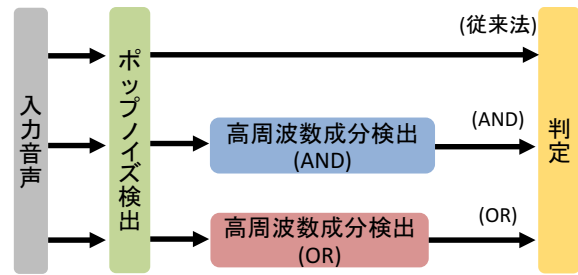 入力音声
ポップノイズ検出
(従来法)
高周波数成分検出
(AND)
(AND)
高周波数成分検出
(OR)
(OR)
判定